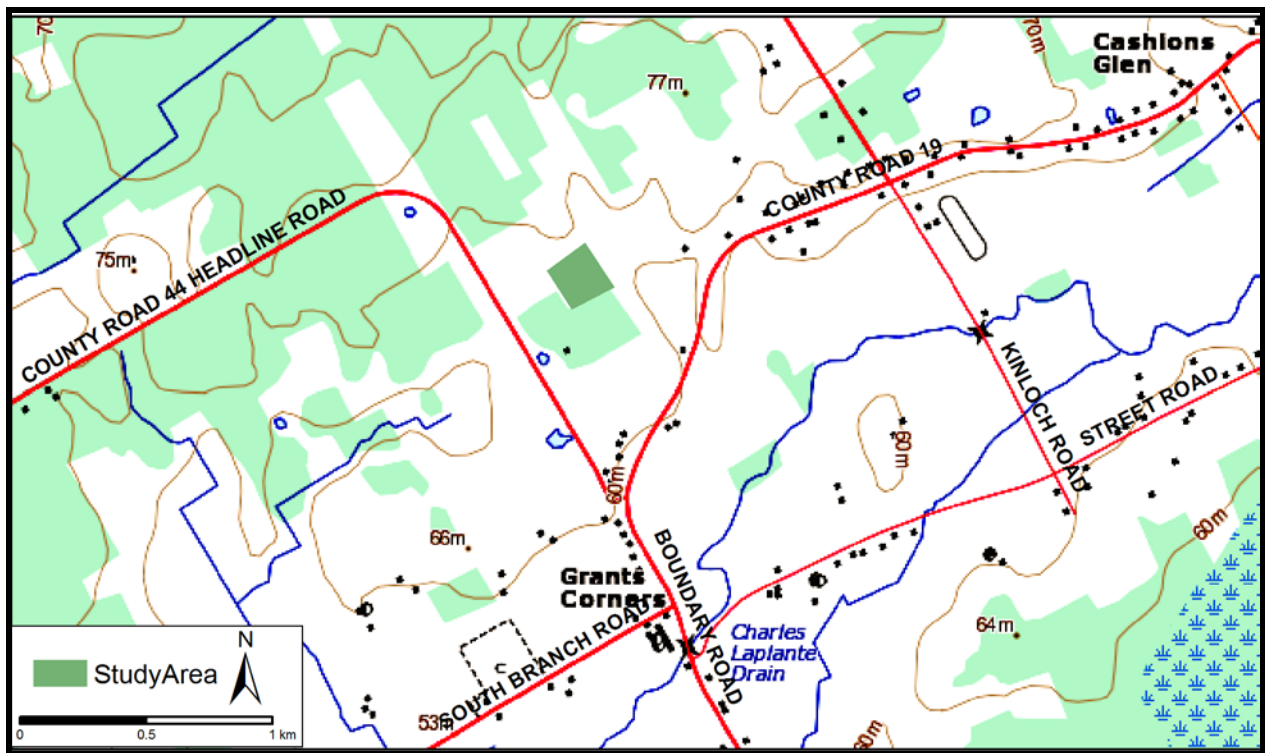 70
70m
Cashions
Glen
77m
COUNTY ROAD 19
75m
COUNTY ROAD 44 HEADLINE ROAD
KINLOCH ROAD
STREET ROAD
60m
60m
60m
66m
BOUNDARY ROAD
Grants
Corners
SOUTH BRANCH ROAD
Charles
Laplante
Drain
64m
C
53m
60m
N
StudyArea
0 0.5 1 km